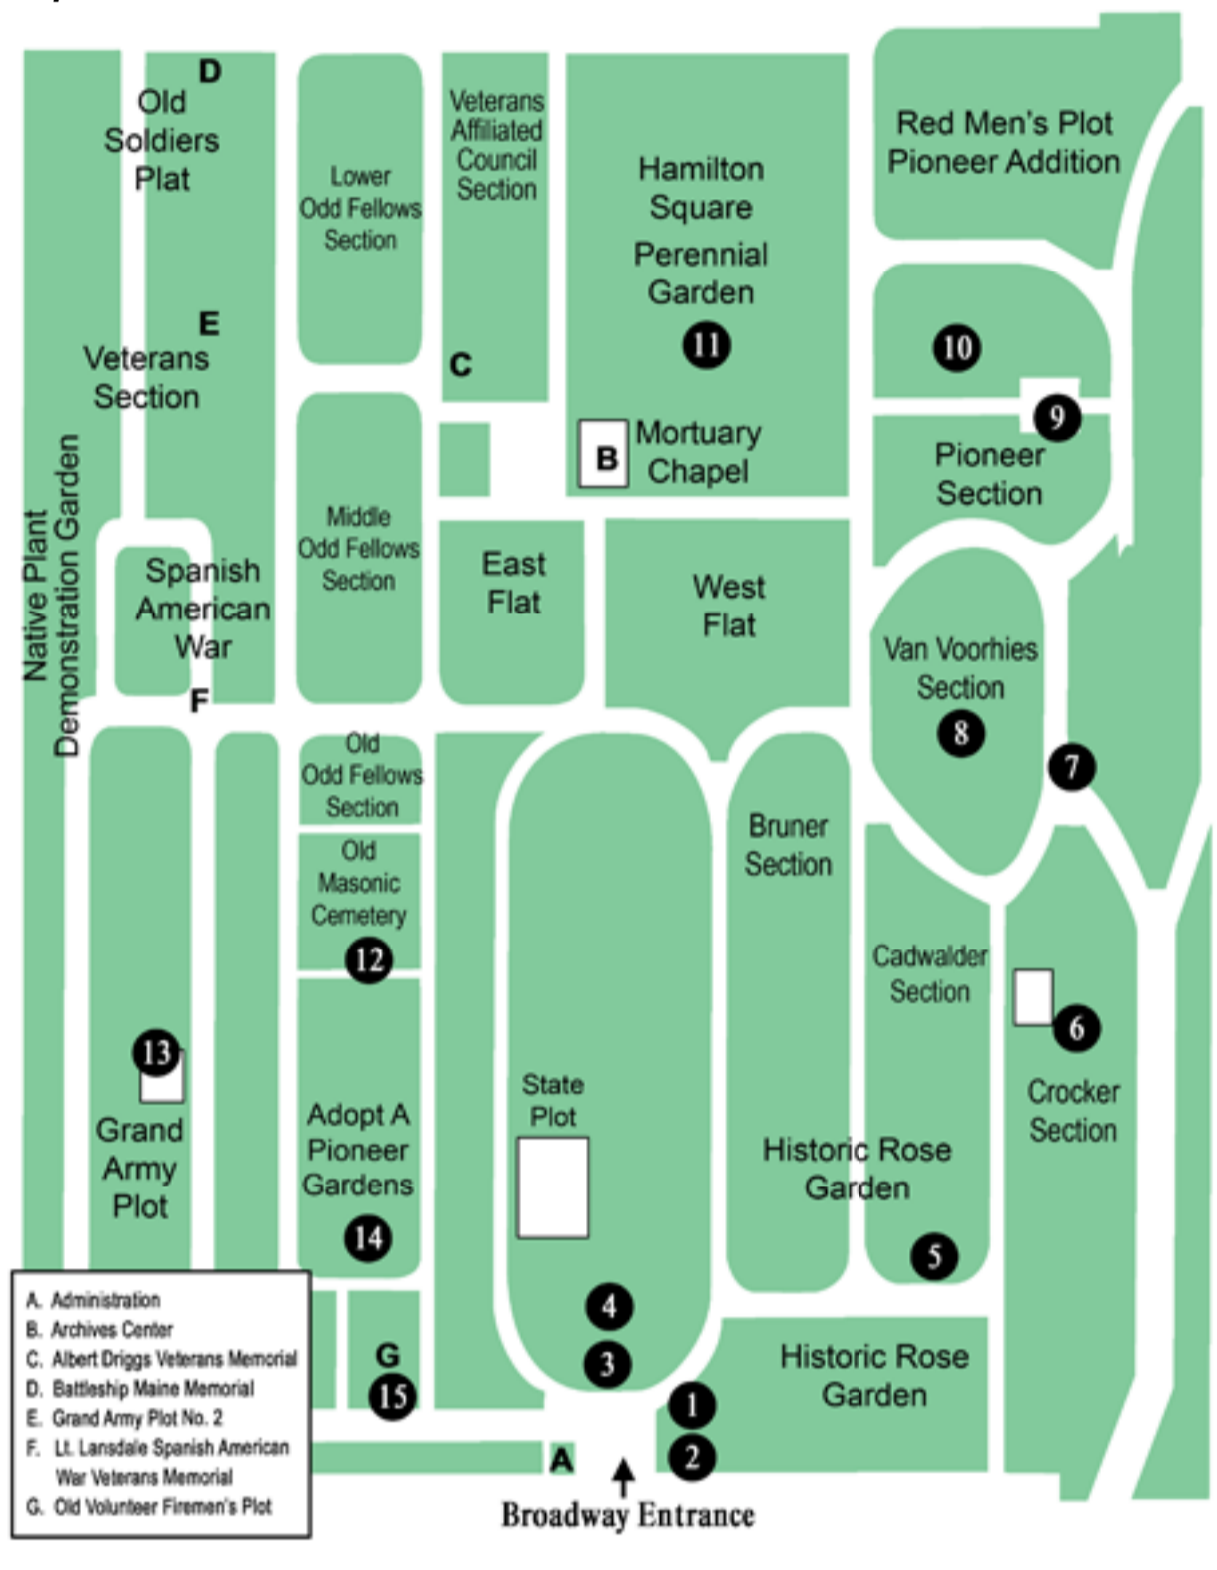 D
Old
Soldiers
Plat
Lower
Odd Fellows
Section
Veterans
Affiliated
Council
Section
Hamilton
Square
Perennial
Garden
11
Red Men's Plot
Pioneer Addition
E
Veterans
Section
C
10
9
B
Mortuary
Chapel
Pioneer
Section
Native Plant
Demonstration Garden
Spanish
American
War
F
Middle
Odd Fellows
Section
East
Flat
West
Flat
Van Voorhies
Section
8
7
Old
Odd Fellows
Section
Old
Masonic
Cemetery
12
Bruner
Section
Cadwalder
Section
6
Crocker
Section
13
Grand
Army
Plot
Adopt A
Pioneer
Gardens
14
State
Plot
Historic Rose
Garden
5
4
3
G
15
1
2
Historic Rose
Garden
A
Broadway Entrance
A. Administration
B. Archives Center
C. Albert Driggs Veterans Memorial
D. Battleship Maine Memorial
E. Grand Army Plot No. 2
F. Lt. Lansdale Spanish American
War Veterans Memorial
G. Old Volunteer Firemen's Plot